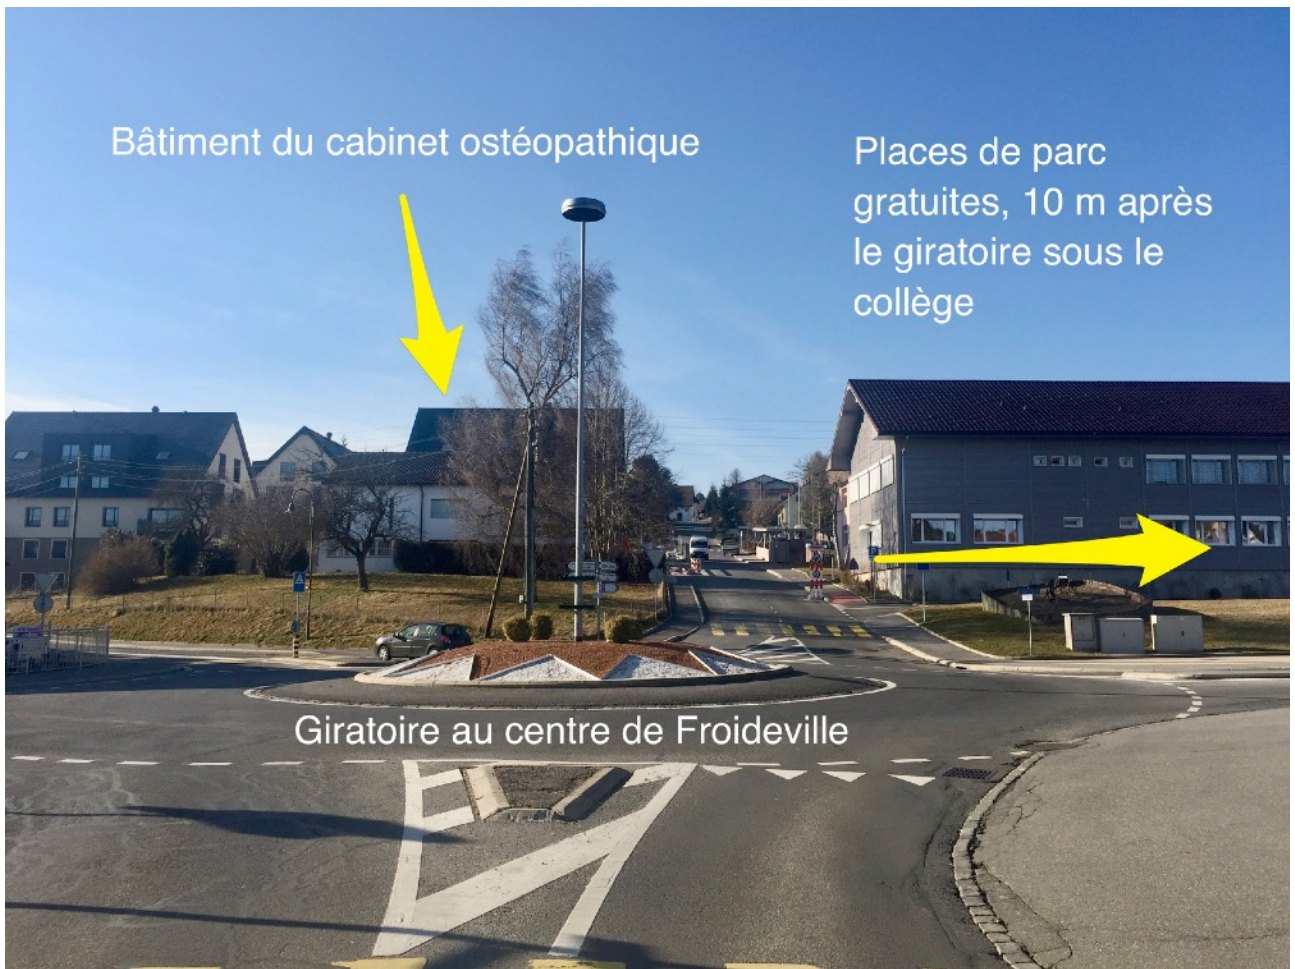 Bâtiment du cabinet ostéopathique
Places de parc
gratuites, 10 m après
le giratoire sous le
collège
Giratoire au centre de Froideville